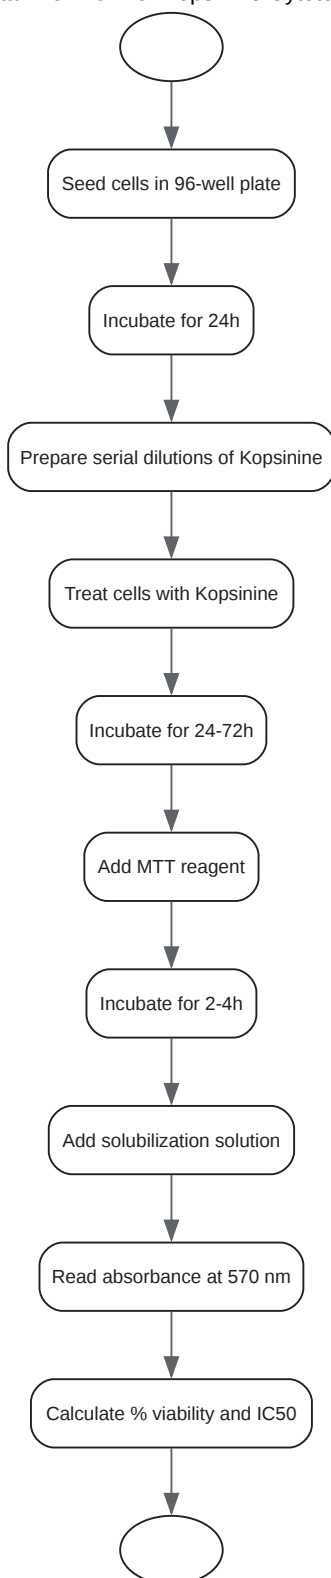 Seed cells in 96-well plate
Incubate for 24h
Prepare serial dilutions of Kopsinine
Treat cells with Kopsinine
Incubate for 24-72h
Add MTT reagent
Incubate for 2-4h
Add solubilization solution
Read absorbance at 570 nm
Calculate % viability and IC50